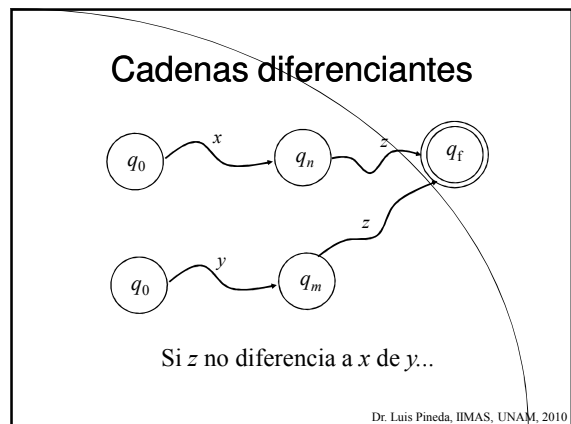 Cadenas diferenciantes
x
z
q0
qn
qf
z
y
q0
qm
Si z no diferencia a x de y...
Dr. Luis Pineda, IIMAS, UNAM, 2010